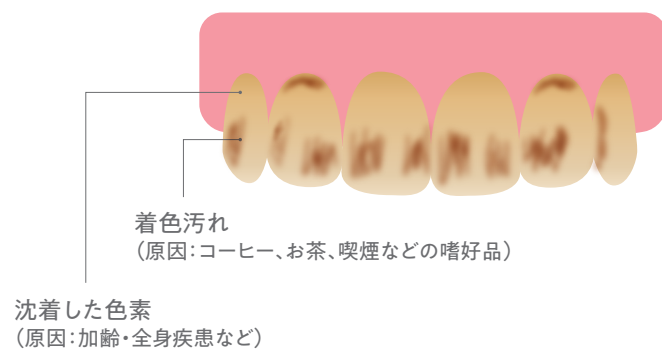 着色汚れ
（原因：コーヒー、お茶、喫煙などの嗜好品）
沈着した色素
（原因：加齢・全身疾患など）